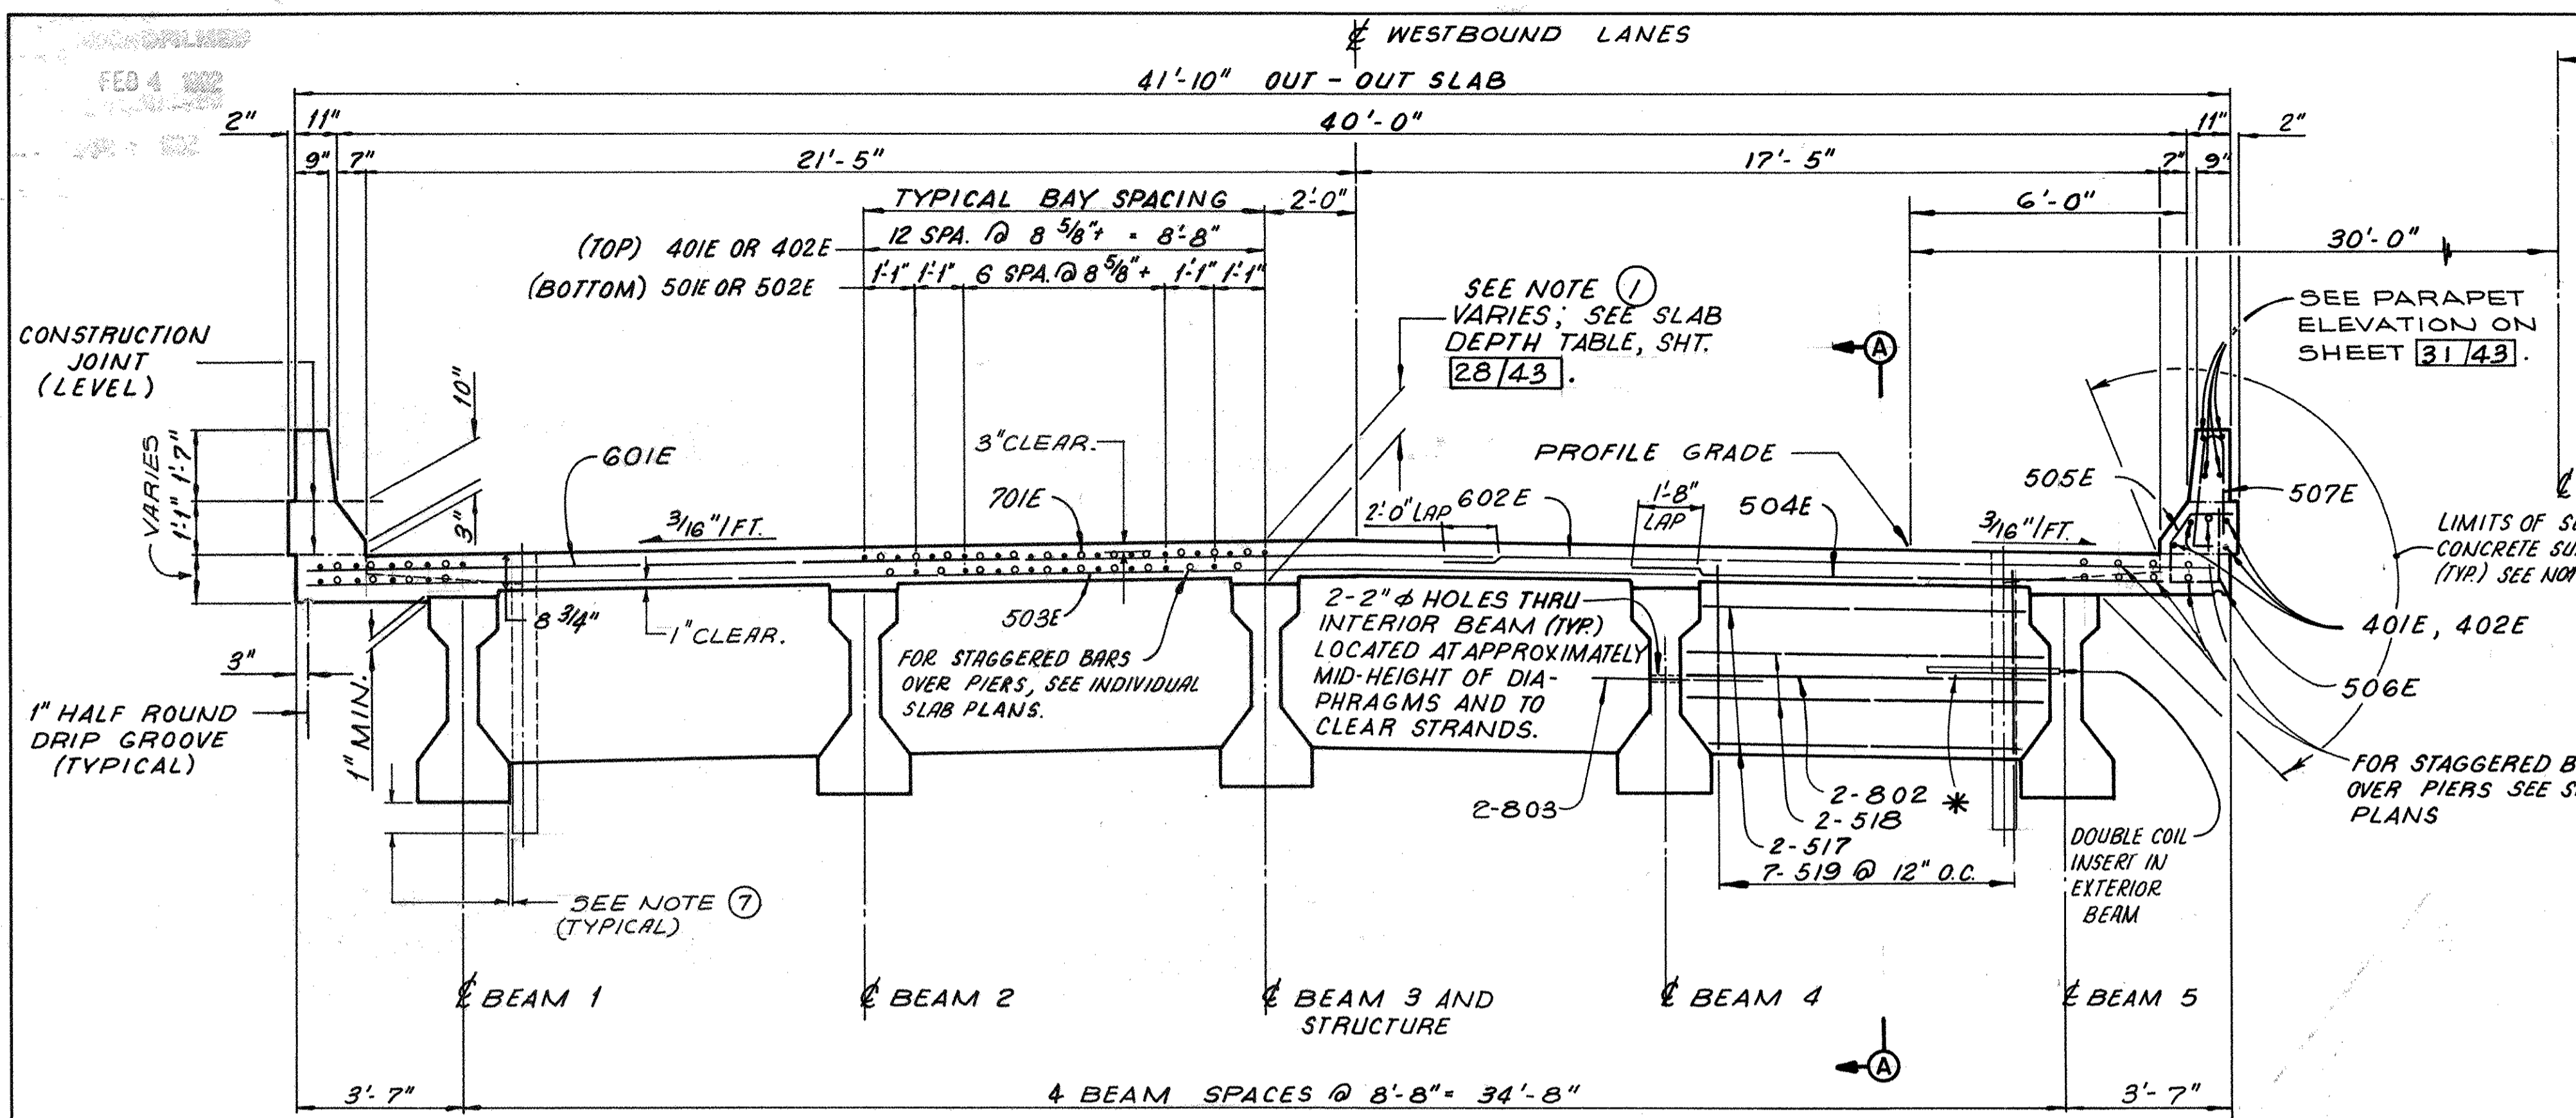 ℄ WESTBOUND LANES
FEB 4
41'-10" OUT - OUT SLAB
2" 11" 40'-0" 11" 2"
9" 7" 21'-5" 17'-5" 7" 9"
TYPICAL BAY SPACING 2'-0" 6'-0"
(TOP) 401E OR 402E 12 SPA. @ 8 5/8"+ = 8'-8"
30'-0"
(BOTTOM) 501E OR 502E 1'-1" 1'-1" 6 SPA. @ 8 5/8"+ 1'-1" 1'-1"
SEE NOTE 1
VARIES; SEE SLAB
DEPTH TABLE, SHT.
28/43.
A
SEE PARAPET
ELEVATION ON
SHEET 31/43.
CONSTRUCTION
JOINT
(LEVEL)
10"
3"
VARIES
1'-7"
1'-1"
601E
3" CLEAR.
701E
3/16"/FT.
PROFILE GRADE
2'-0" LAP
602E
1'-8"
LAP
504E
505E
507E
3/16"/FT.
℄
LIMITS OF
CONCRETE
(TYP.) SEE
8 3/4"
1" CLEAR.
503E
FOR STAGGERED BARS
OVER PIERS, SEE INDIVIDUAL
SLAB PLANS.
2-2" ϕ HOLES THRU
INTERIOR BEAM (TYP.)
LOCATED AT APPROXIMATELY
MID-HEIGHT OF DIA-
PHRAGMS AND TO
CLEAR STRANDS.
401E, 402E
506E
3"
1" HALF ROUND
DRIP GROOVE
(TYPICAL)
1" MIN.
FOR STAGGERED
OVER PIERS SEE
PLANS
2-803
2-802 *
2-518
2-517
7-519 @ 12" O.C.
DOUBLE COIL
INSERT IN
EXTERIOR
BEAM
SEE NOTE 7
(TYPICAL)
℄ BEAM 1
℄ BEAM 2
℄ BEAM 3 AND
STRUCTURE
℄ BEAM 4
℄ BEAM 5
A
3'-7" 4 BEAM SPACES @ 8'-8" = 34'-8" 3'-7"